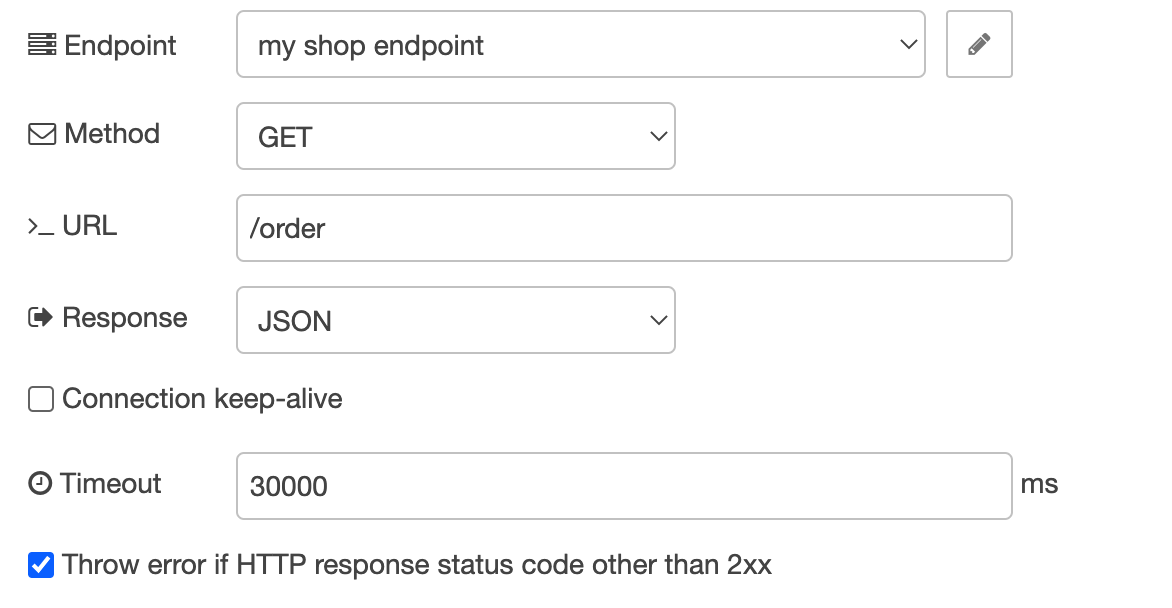 Endpoint my shop endpoint
Method GET
>_ URL /order
Response JSON
Connection keep-alive
Timeout 30000 ms
Throw error if HTTP response status code other than 2xx